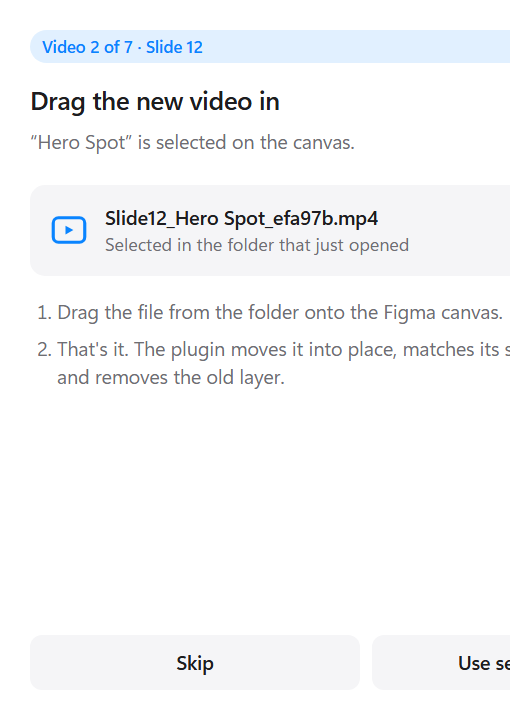 Video 2 of 7 · Slide 12
Drag the new video in
“Hero Spot” is selected on the canvas.
Slide12_Hero Spot_efa97b.mp4
Selected in the folder that just opened
1. Drag the file from the folder onto the Figma canvas.
2. That's it. The plugin moves it into place, matches its
and removes the old layer.
Skip
Use